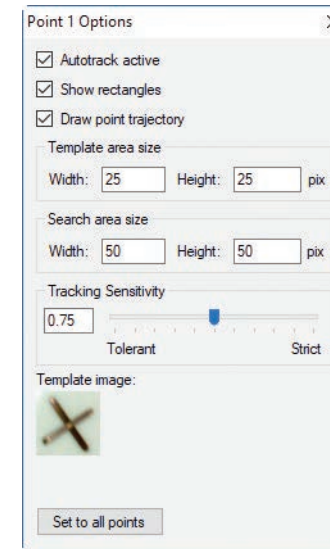 Point 1 Options
Autotrack active
Show rectangles
Draw point trajectory
Template area size
Width: 25 Height: 25 pix
Search area size
Width: 50 Height: 50 pix
Tracking Sensitivity
0.75
Tolerant Strict
Template image:
Set to all points